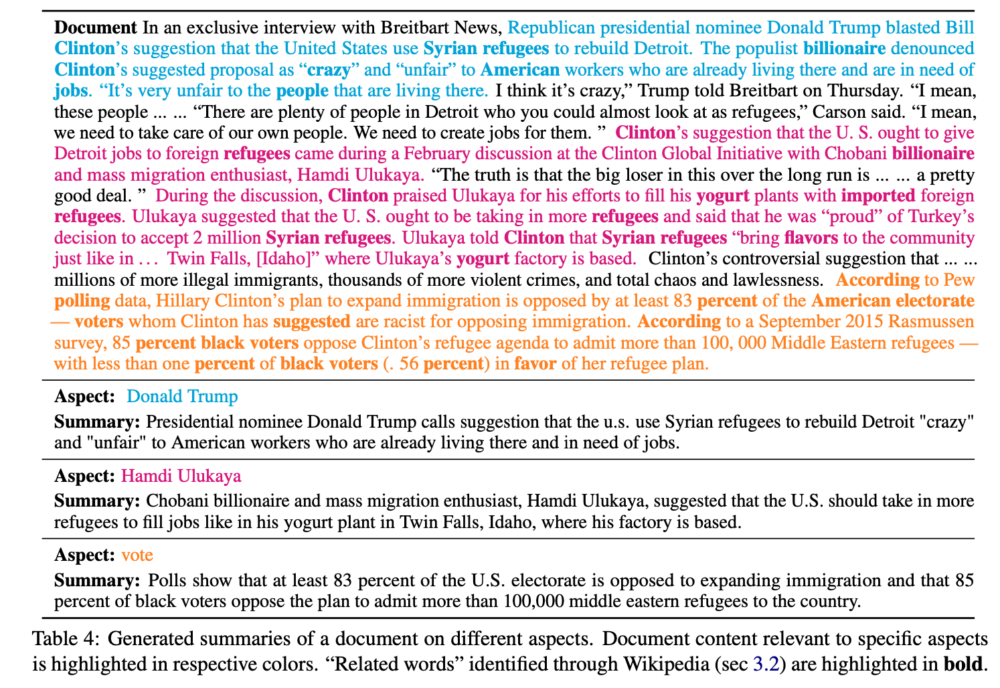 Document In an exclusive interview with Breitbart News, Republican presidential nominee Donald Trump blasted Bill
Clinton’s suggestion that the United States use Syrian refugees to rebuild Detroit. The populist billionaire denounced
Clinton’s suggested proposal as “crazy” and “unfair” to American workers who are already living there and are in need of
jobs. “It’s very unfair to the people that are living there. I think it’s crazy,” Trump told Breitbart on Thursday. “I mean,
these people ... ... “There are plenty of people in Detroit who you could almost look at as refugees,” Carson said. “I mean,
we need to take care of our own people. We need to create jobs for them. ” Clinton’s suggestion that the U. S. ought to give
Detroit jobs to foreign refugees came during a February discussion at the Clinton Global Initiative with Chobani billionaire
and mass migration enthusiast, Hamdi Ulukaya. “The truth is that the big loser in this over the long run is ... ... a pretty
good deal. ” During the discussion, Clinton praised Ulukaya for his efforts to fill his yogurt plants with imported foreign
refugees. Ulukaya suggested that the U. S. ought to be taking in more refugees and said that he was “proud” of Turkey’s
decision to accept 2 million Syrian refugees. Ulukaya told Clinton that Syrian refugees “bring flavors to the community
just like in . . . Twin Falls, [Idaho]” where Ulukaya’s yogurt factory is based. Clinton’s controversial suggestion that ... ...
millions of more illegal immigrants, thousands of more violent crimes, and total chaos and lawlessness. According to Pew
polling data, Hillary Clinton’s plan to expand immigration is opposed by at least 83 percent of the American electorate
— voters whom Clinton has suggested are racist for opposing immigration. According to a September 2015 Rasmussen
survey, 85 percent black voters oppose Clinton’s refugee agenda to admit more than 100, 000 Middle Eastern refugees —
with less than one percent of black voters (. 56 percent) in favor of her refugee plan.
Aspect: Donald Trump
Summary: Presidential nominee Donald Trump calls suggestion that the u.s. use Syrian refugees to rebuild Detroit "crazy"
and "unfair" to American workers who are already living there and in need of jobs.
Aspect: Hamdi Ulukaya
Summary: Chobani billionaire and mass migration enthusiast, Hamdi Ulukaya, suggested that the U.S. should take in more
refugees to fill jobs like in his yogurt plant in Twin Falls, Idaho, where his factory is based.
Aspect: vote
Summary: Polls show that at least 83 percent of the U.S. electorate is opposed to expanding immigration and that 85
percent of black voters oppose the plan to admit more than 100,000 middle eastern refugees to the country.
Table 4: Generated summaries of a document on different aspects. Document content relevant to specific aspects
is highlighted in respective colors. “Related words” identified through Wikipedia (sec 3.2) are highlighted in bold.